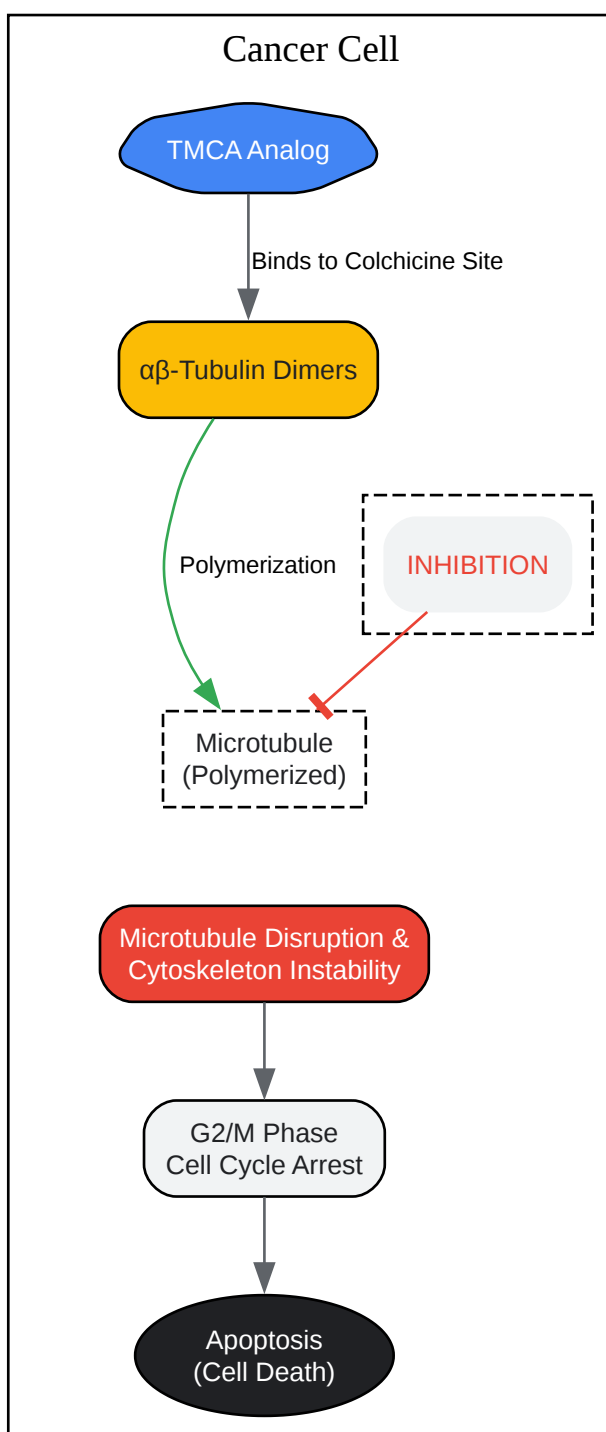 Cancer Cell
TMCA Analog
Binds to Colchicine Site
αβ-Tubulin Dimers
Polymerization
INHIBITION
Microtubule
(Polymerized)
Microtubule Disruption &
Cytoskeleton Instability
G2/M Phase
Cell Cycle Arrest
Apoptosis
(Cell Death)